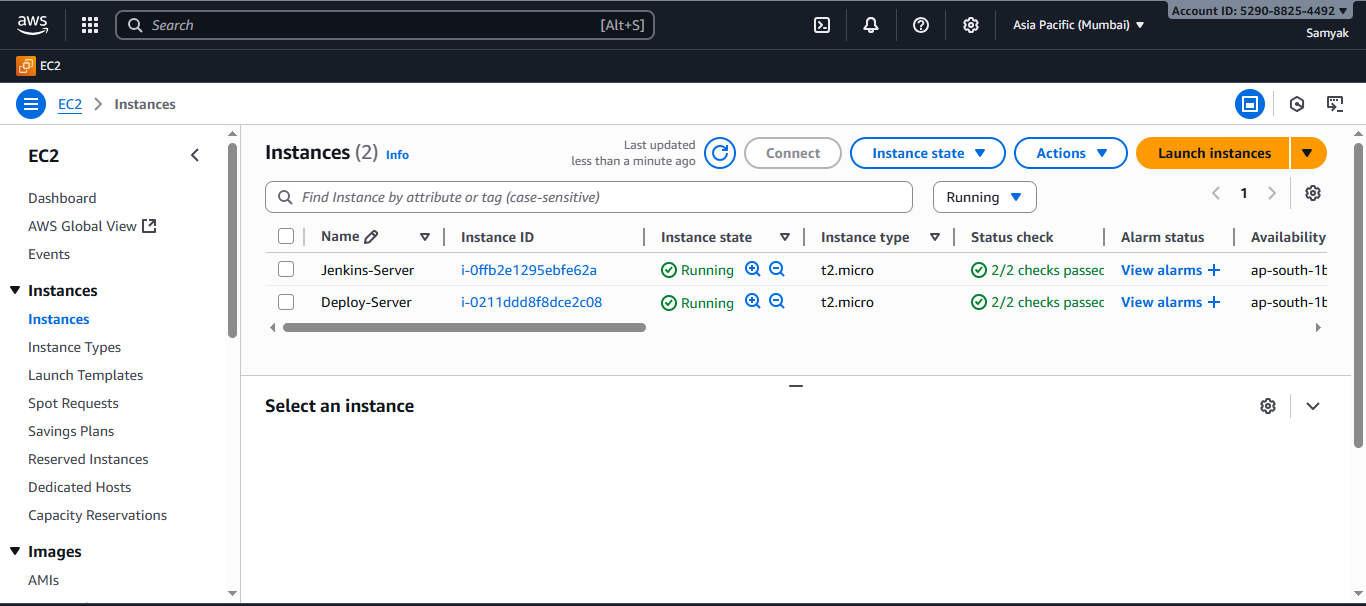 aws Search [Alt+S] Asia Pacific (Mumbai) Account ID: 5290-8825-4492
Samyak
EC2
EC2 Instances
EC2
Dashboard
AWS Global View
Events
Instances
Instances
Instance Types
Launch Templates
Spot Requests
Savings Plans
Reserved Instances
Dedicated Hosts
Capacity Reservations
Images
AMIs
Instances (2) Info
Last updated
less than a minute ago
Connect Instance state Actions Launch instances
Find Instance by attribute or tag (case-sensitive) Running 1
Name Instance ID Instance state Instance type Status check Alarm status Availability
Jenkins-Server i-0ffb2e1295ebfe62a Running t2.micro 2/2 checks passed View alarms + ap-south-1b
Deploy-Server i-0211ddd8f8dce2c08 Running t2.micro 2/2 checks passed View alarms + ap-south-1b
Select an instance